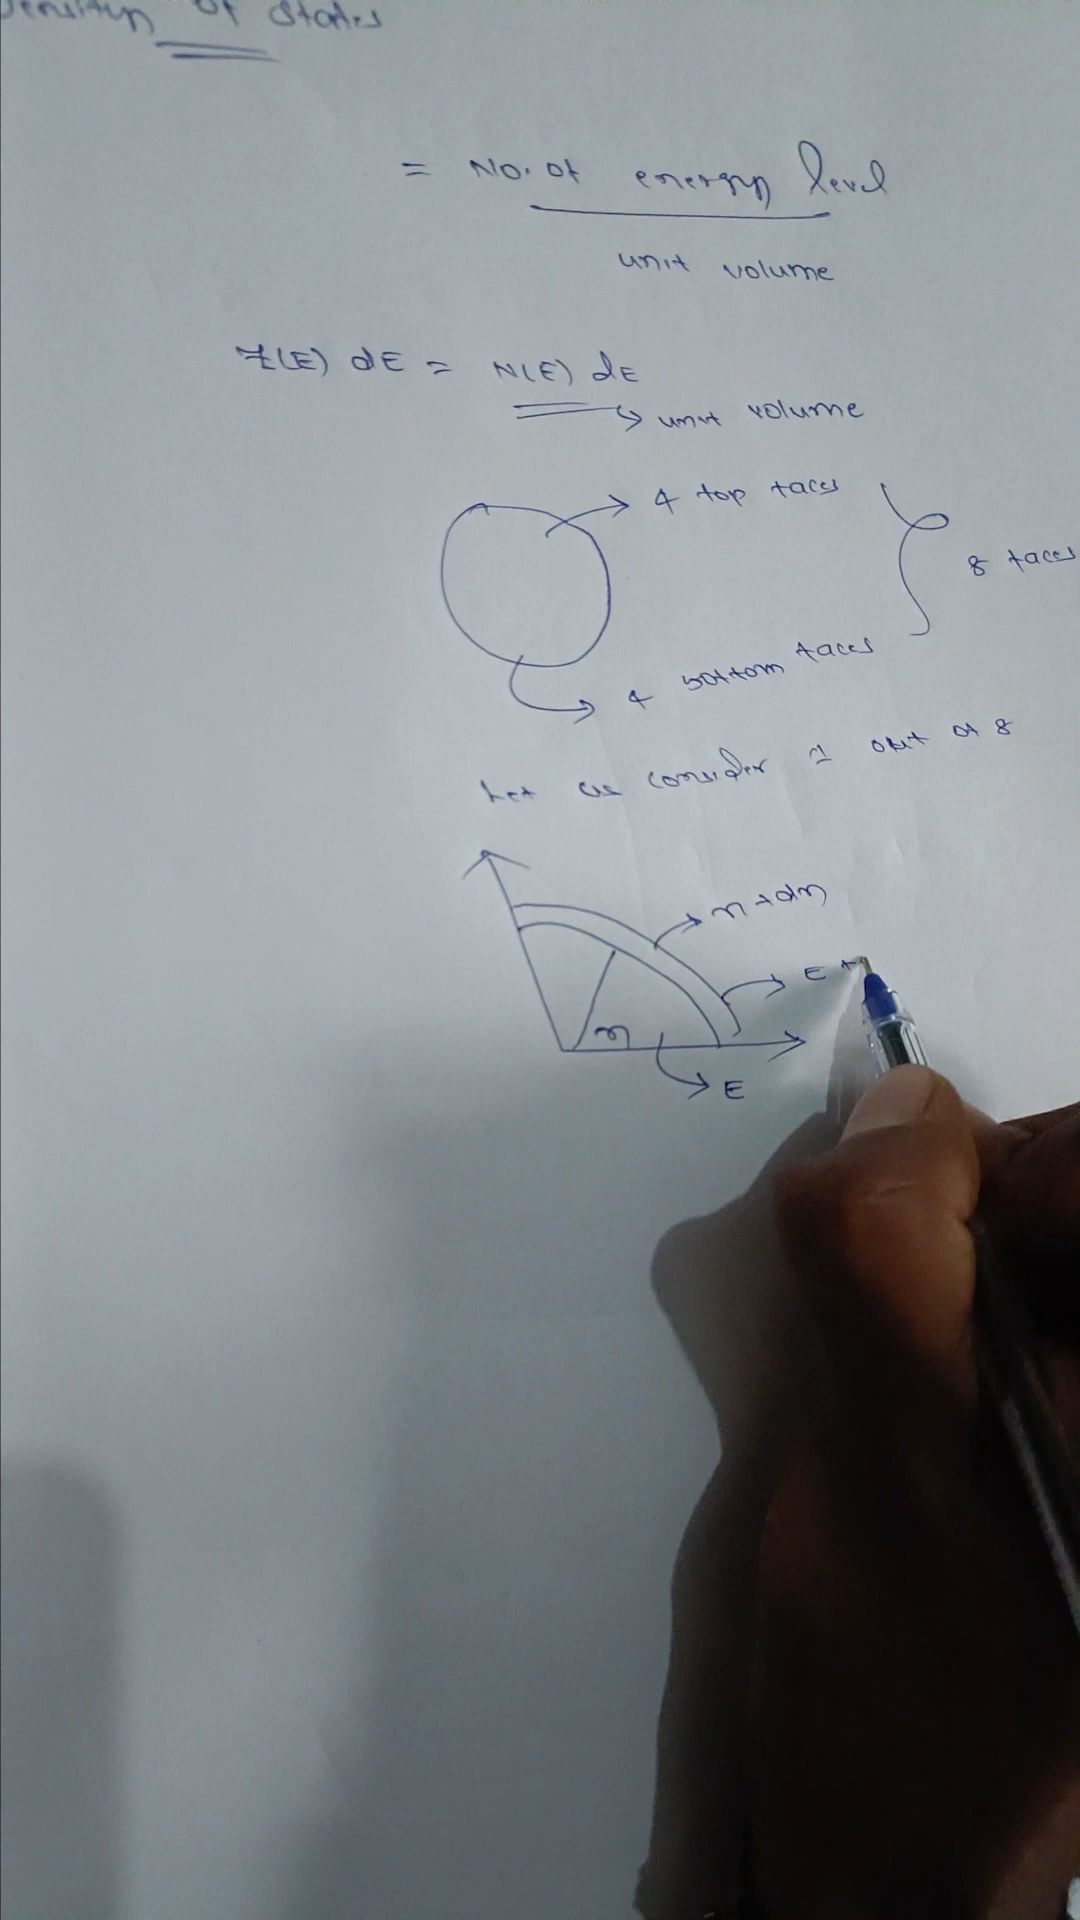 Density of States
= No. of energy level
unit volume
Z(E) dE = N(E) dE
unit volume
4 top faces
8 faces
4 bottom faces
Let us consider 1 out of 8
n + dn
E +
n
E